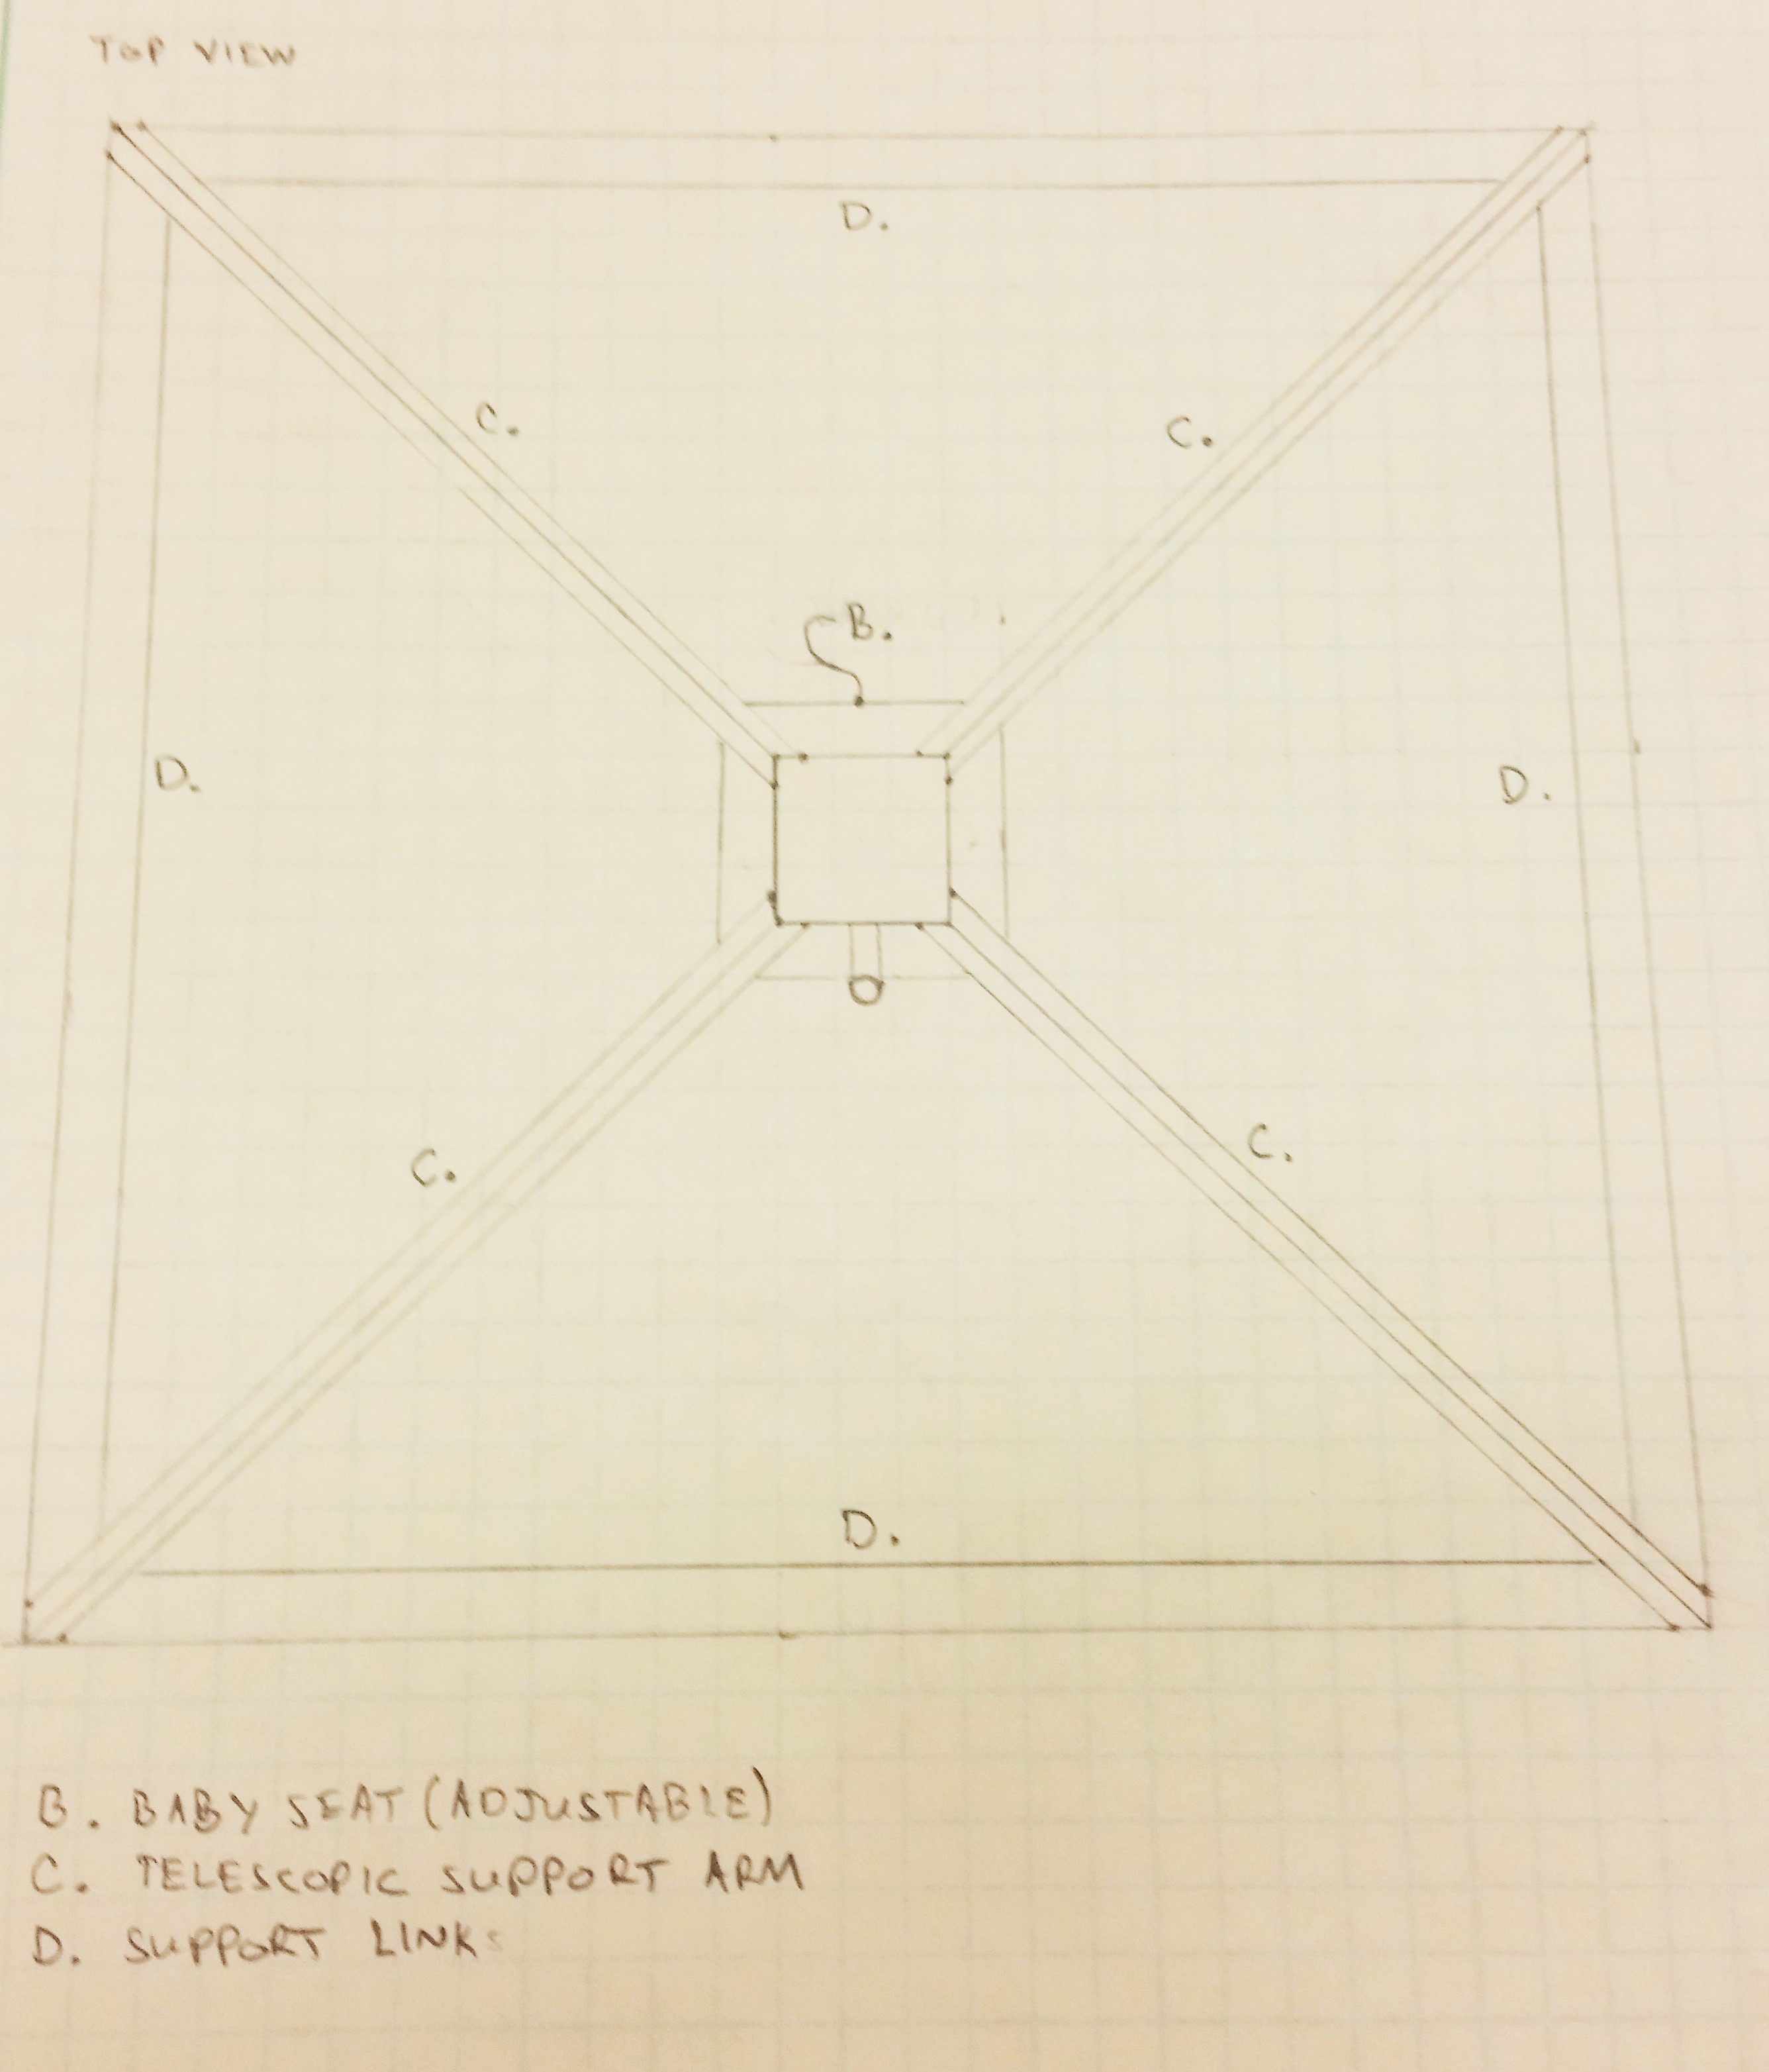 TOP VIEW
D.
C.
C.
B.
D.
D.
C.
C.
D.
B. BABY SEAT (ADJUSTABLE)
C. TELESCOPIC SUPPORT ARM
D. SUPPORT LINKS